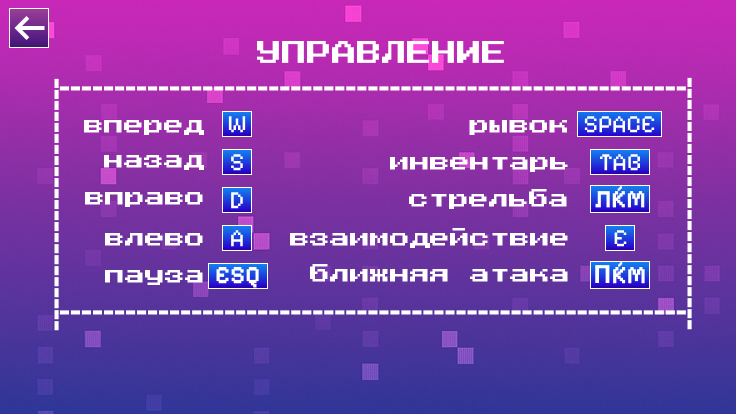 УПРАВЛЕНИЕ
вперед W
назад S
вправо D
влево A
пауза ESQ
рывок SPACE
инвентарь TAB
стрельба ЛКМ
взаимодействие E
ближняя атака ПКМ